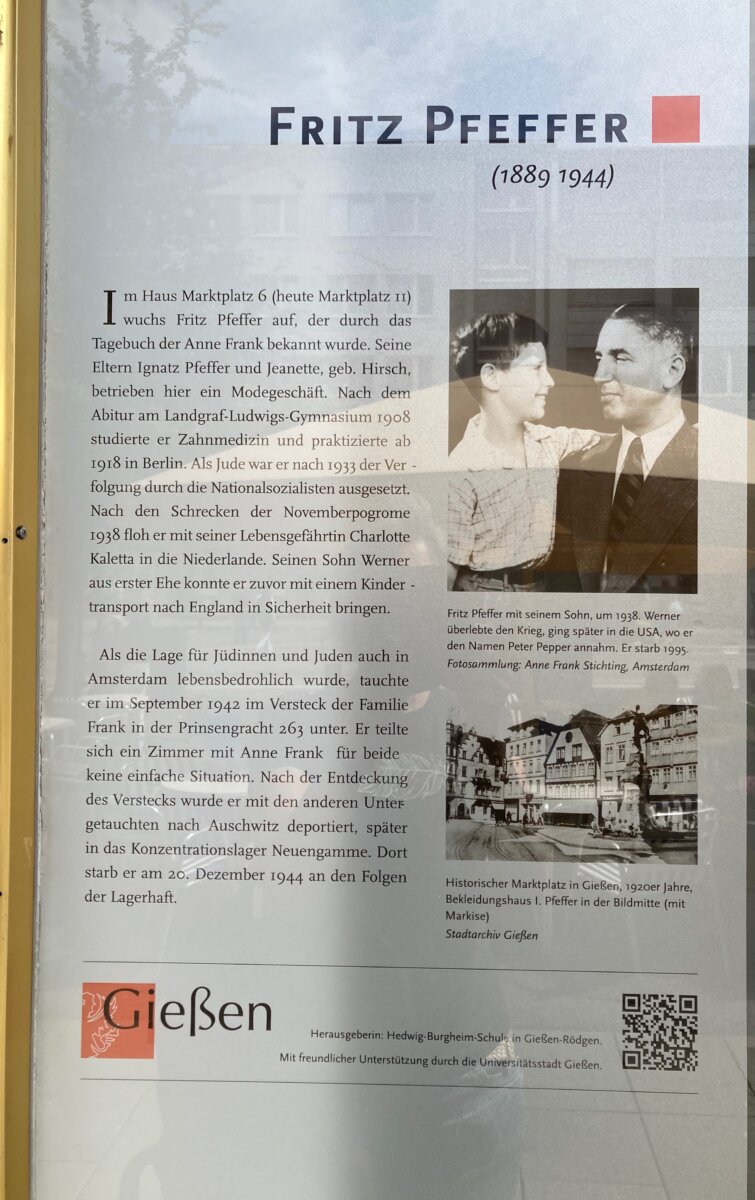 FRITZ PFEFFER
(1889 1944)
Im Haus Marktplatz 6 (heute Marktplatz 11)
wuchs Fritz Pfeffer auf, der durch das
Tagebuch der Anne Frank bekannt wurde. Seine
Eltern Ignatz Pfeffer und Jeanette, geb. Hirsch,
betrieben hier ein Modegeschäft. Nach dem
Abitur am Landgraf-Ludwigs-Gymnasium 1908
studierte er Zahnmedizin und praktizierte ab
1918 in Berlin. Als Jude war er nach 1933 der Ver -
folgung durch die Nationalsozialisten ausgesetzt.
Nach den Schrecken der Novemberpogrome
1938 floh er mit seiner Lebensgefährtin Charlotte
Kaletta in die Niederlande. Seinen Sohn Werner
aus erster Ehe konnte er zuvor mit einem Kinder -
transport nach England in Sicherheit bringen.
Als die Lage für Jüdinnen und Juden auch in
Amsterdam lebensbedrohlich wurde, tauchte
er im September 1942 im Versteck der Familie
Frank in der Prinsengracht 263 unter. Er teilte
sich ein Zimmer mit Anne Frank für beide
keine einfache Situation. Nach der Entdeckung
des Verstecks wurde er mit den anderen Unter-
getauchten nach Auschwitz deportiert, später
in das Konzentrationslager Neuengamme. Dort
starb er am 20. Dezember 1944 an den Folgen
der Lagerhaft.
Fritz Pfeffer mit seinem Sohn, um 1938. Werner
überlebte den Krieg, ging später in die USA, wo er
den Namen Peter Pepper annahm. Er starb 1995.
Fotosammlung: Anne Frank Stichting, Amsterdam
Historischer Marktplatz in Gießen, 1920er Jahre,
Bekleidungshaus I. Pfeffer in der Bildmitte (mit
Markise)
Stadtarchiv Gießen
Gießen
Herausgeberin: Hedwig-Burgheim-Schule in Gießen-Rödgen.
Mit freundlicher Unterstützung durch die Universitätsstadt Gießen.